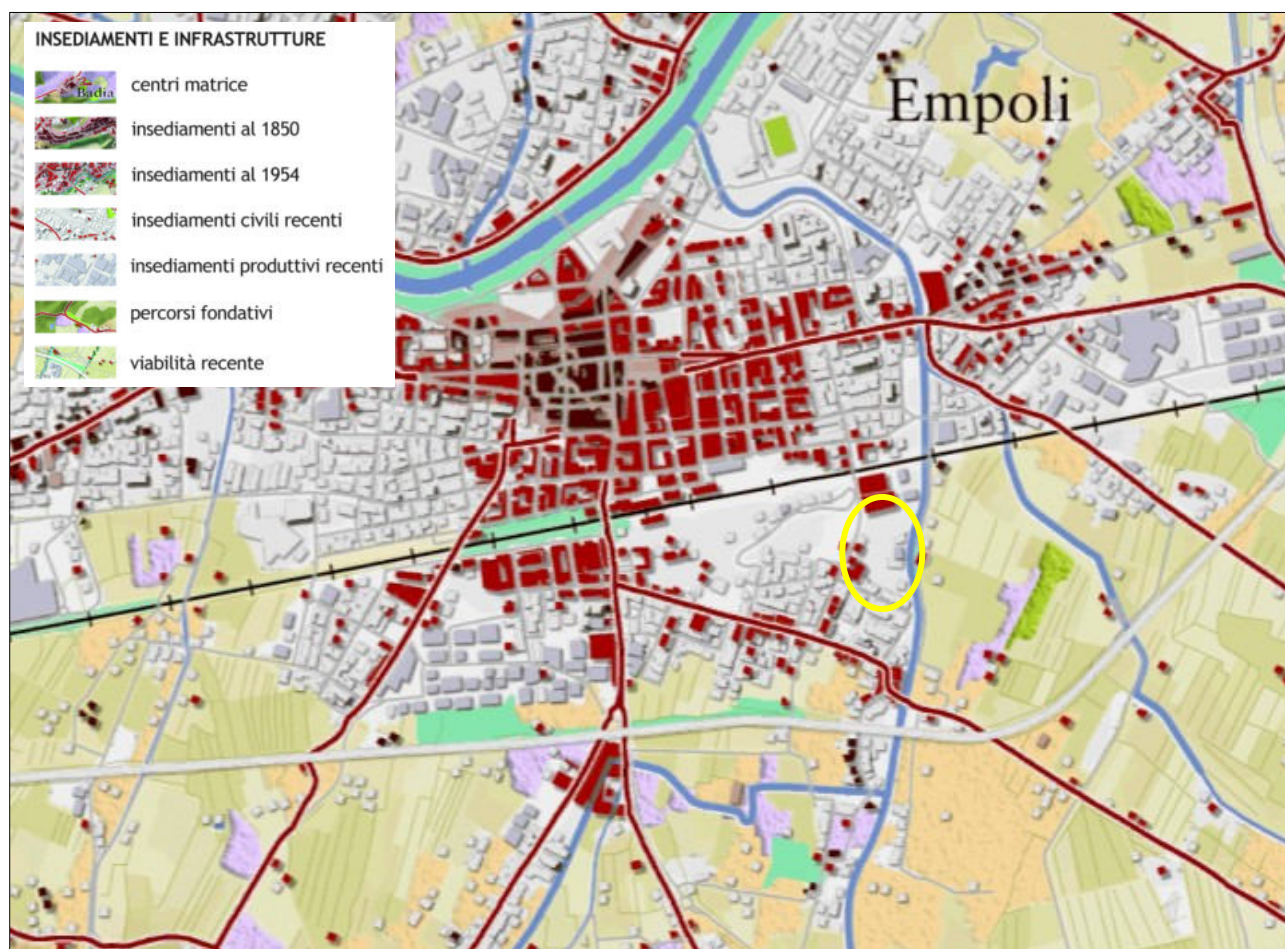 INSEDIAMENTI E INFRASTRUTTURE
Badia
centri matrice
insediamenti al 1850
insediamenti al 1954
insediamenti civili recenti
insediamenti produttivi recenti
percorsi fondativi
viabilità recente
Empoli